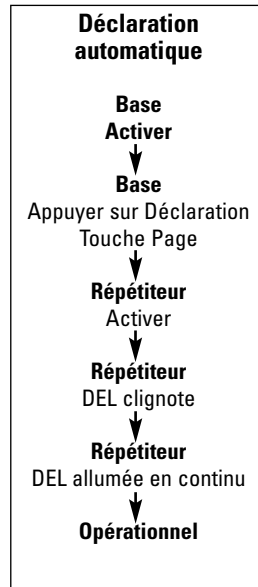 Déclaration
automatique
Base
Activer
Base
Appuyer sur Déclaration
Touche Page
Répétiteur
Activer
Répétiteur
DEL clignote
Répétiteur
DEL allumée en continu
Opérationnel